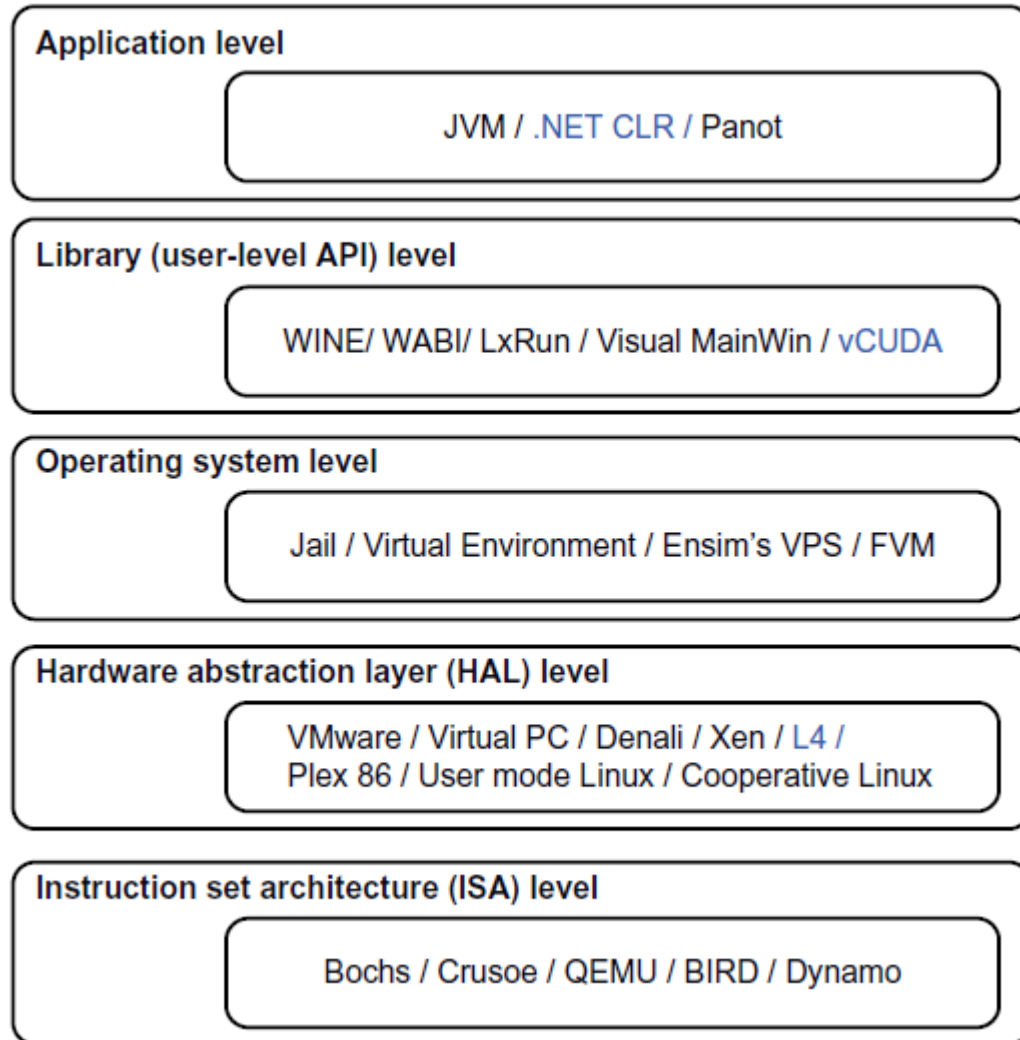 Application level
JVM / .NET CLR / Panot
Library (user-level API) level
WINE/ WABI/ LxRun / Visual MainWin / vCUDA
Operating system level
Jail / Virtual Environment / Ensim’s VPS / FVM
Hardware abstraction layer (HAL) level
VMware / Virtual PC / Denali / Xen / L4 /
Plex 86 / User mode Linux / Cooperative Linux
Instruction set architecture (ISA) level
Bochs / Crusoe / QEMU / BIRD / Dynamo